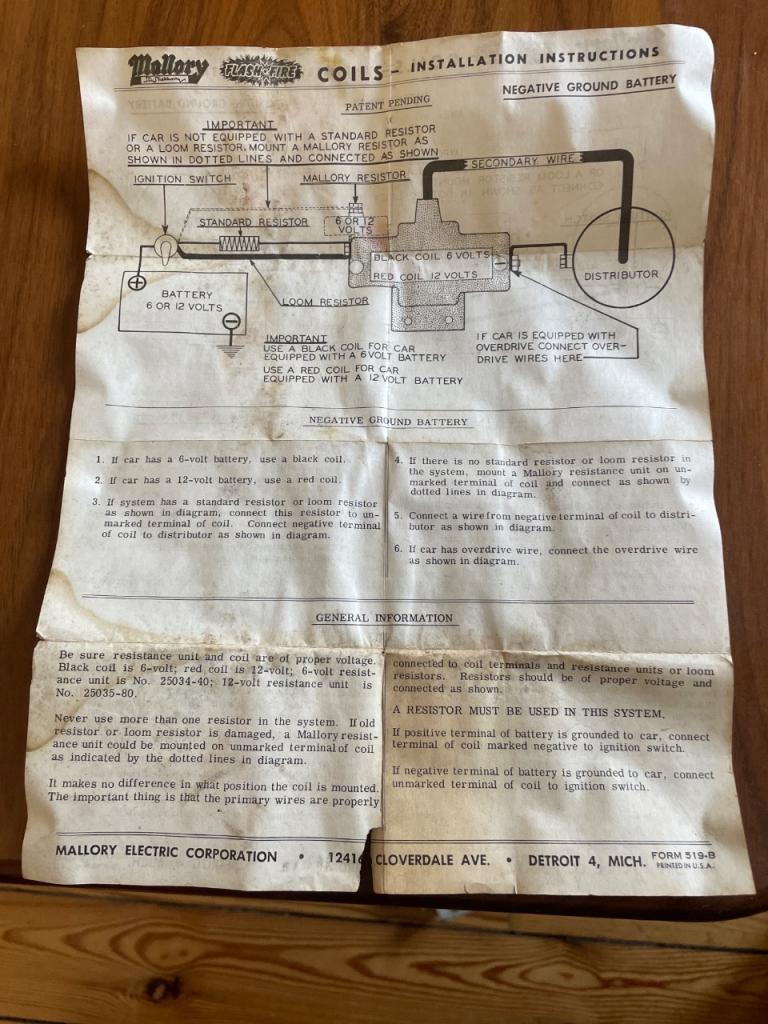 Mallory FLASH-FIRE COILS - INSTALLATION INSTRUCTIONS
NEGATIVE GROUND BATTERY
PATENT PENDING
IMPORTANT
IF CAR IS NOT EQUIPPED WITH A STANDARD RESISTOR
OR A LOOM RESISTOR, MOUNT A MALLORY RESISTOR AS
SHOWN IN DOTTED LINES AND CONNECTED AS SHOWN
SECONDARY WIRE
IGNITION SWITCH
MALLORY RESISTOR
STANDARD RESISTOR
6 OR 12
VOLTS
BLACK COIL 6 VOLTS
RED COIL 12 VOLTS
DISTRIBUTOR
BATTERY
6 OR 12 VOLTS
LOOM RESISTOR
IMPORTANT
USE A BLACK COIL FOR CAR
EQUIPPED WITH A 6 VOLT BATTERY
USE A RED COIL FOR CAR
EQUIPPED WITH A 12 VOLT BATTERY
IF CAR IS EQUIPPED WITH
OVERDRIVE CONNECT OVER-
DRIVE WIRES HERE
NEGATIVE GROUND BATTERY
1. If car has a 6-volt battery, use a black coil.
2. If car has a 12-volt battery, use a red coil.
3. If system has a standard resistor or loom resistor
as shown in diagram, connect this resistor to un-
marked terminal of coil. Connect negative terminal
of coil to distributor as shown in diagram.
4. If there is no standard resistor or loom resistor in
the system, mount a Mallory resistance unit on un-
marked terminal of coil and connect as shown by
dotted lines in diagram.
5. Connect a wire from negative terminal of coil to distri-
butor as shown in diagram.
6. If car has overdrive wire, connect the overdrive wire
as shown in diagram.
GENERAL INFORMATION
Be sure resistance unit and coil are of proper voltage.
Black coil is 6-volt; red coil is 12-volt; 6-volt resist-
ance unit is No. 25034-40; 12-volt resistance unit is
No. 25035-80.
Never use more than one resistor in the system. If old
resistor or loom resistor is damaged, a Mallory resist-
ance unit could be mounted on unmarked terminal of coil
as indicated by the dotted lines in diagram.
It makes no difference in what position the coil is mounted.
The important thing is that the primary wires are properly
connected to coil terminals and resistance units or loom
resistors. Resistors should be of proper voltage and
connected as shown.
A RESISTOR MUST BE USED IN THIS SYSTEM.
If positive terminal of battery is grounded to car, connect
terminal of coil marked negative to ignition switch.
If negative terminal of battery is grounded to car, connect
unmarked terminal of coil to ignition switch.
MALLORY ELECTRIC CORPORATION • 12416 CLOVERDALE AVE. • DETROIT 4, MICH.
FORM 519-B
PRINTED IN U.S.A.